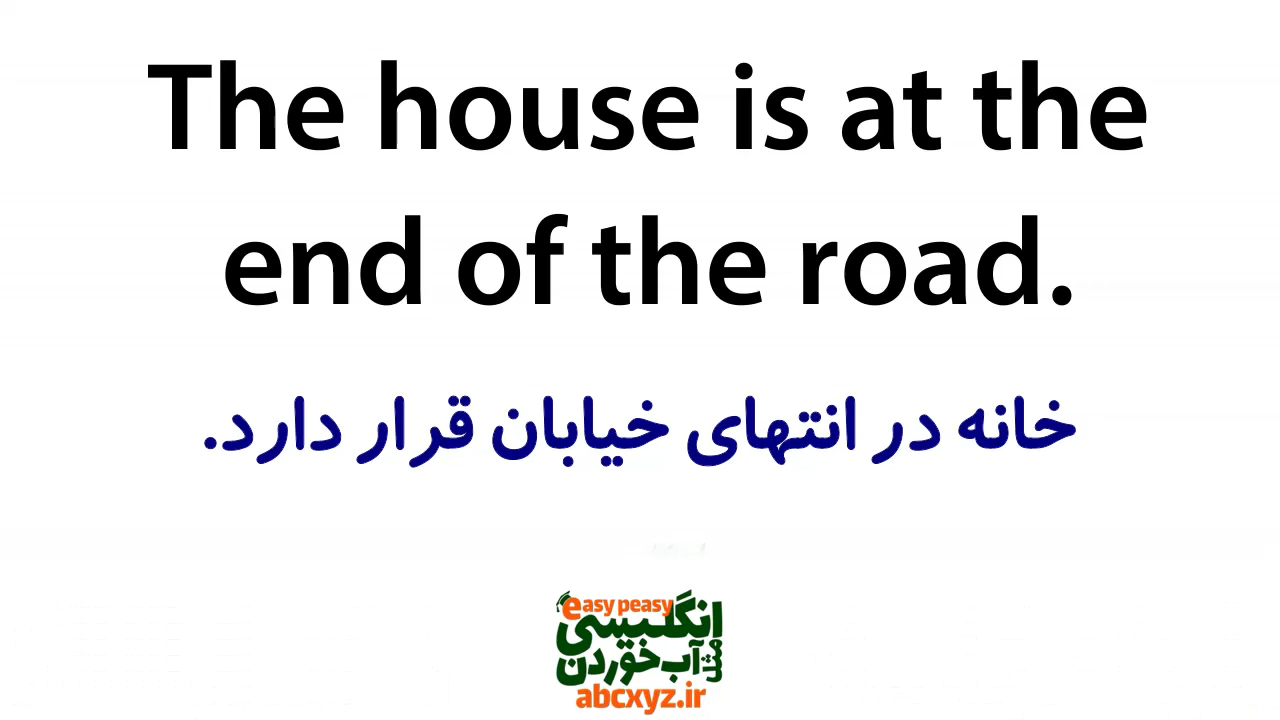 The house is at the
end of the road.
خانه در انتهای خیابان قرار دارد.
easy peasy
انگلیسی
مثل آب خوردن
abcxyz.ir